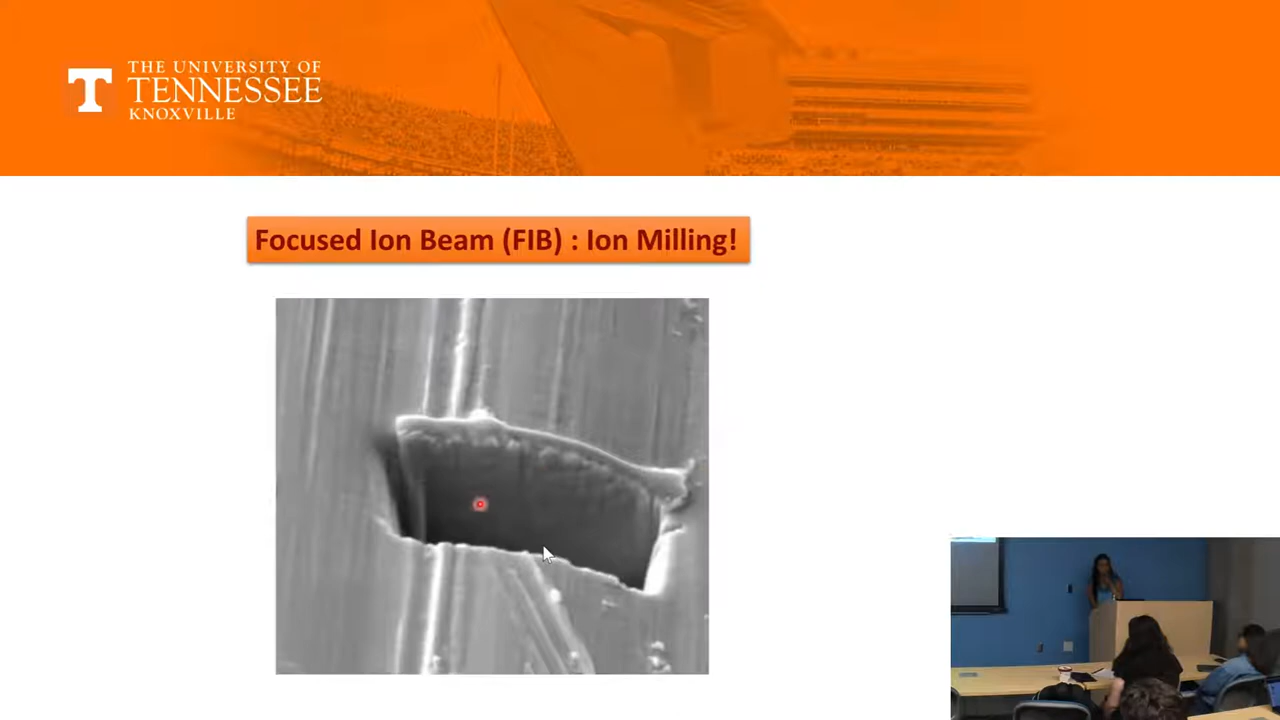 THE UNIVERSITY OF
TENNESSEE
KNOXVILLE
T
Focused Ion Beam (FIB) : Ion Milling!